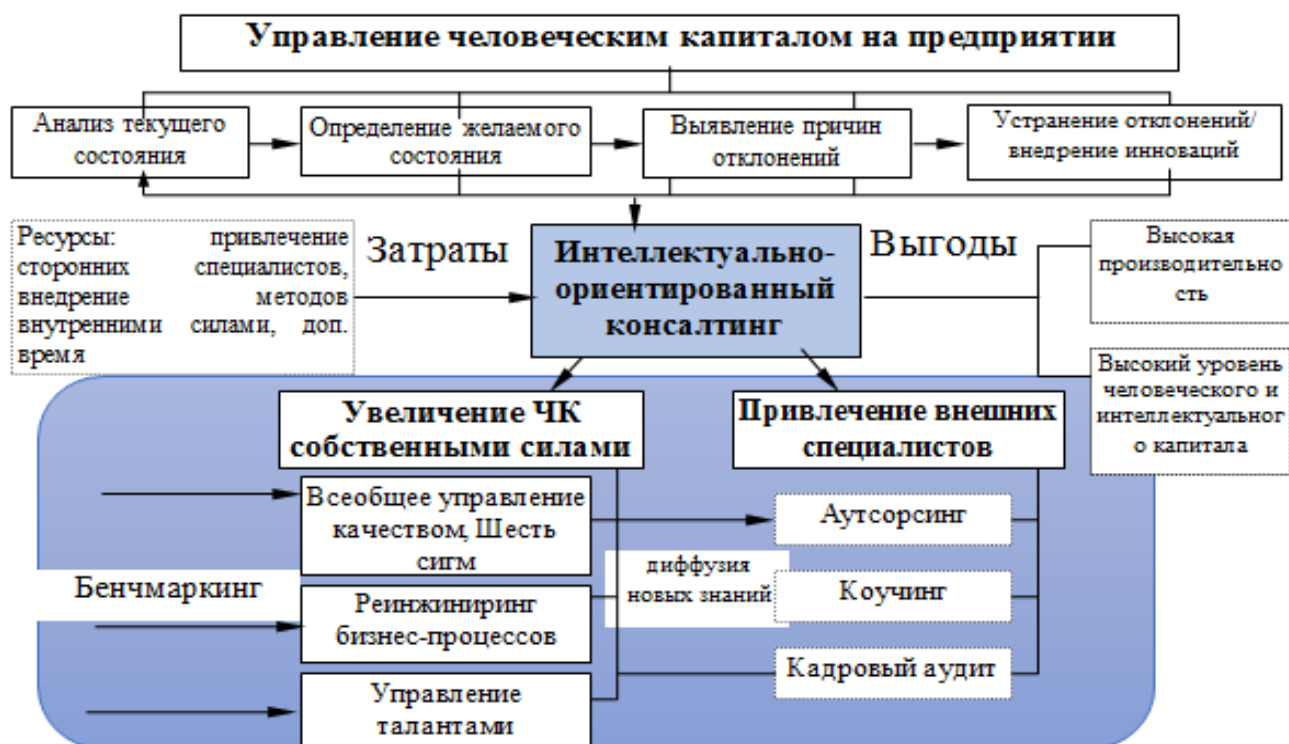 Управление человеческим капиталом на предприятии
Анализ текущего
состояния
Определение желаемого
состояния
Выявление причин
отклонений
Устранение отклонений/
внедрение инноваций
Ресурсы: привлечение
сторонних специалистов,
внедрение методов
внутренними силами, доп.
время
Затраты
Интеллектуально-
ориентированный
консалтинг
Выгоды
Высокая
производительно
сть
Высокий уровень
человеческого и
интеллектуальног
о капитала
Увеличение ЧК
собственными силами
Привлечение внешних
специалистов
Всеобщее управление
качеством, Шесть
сигм
Аутсорсинг
Бенчмаркинг
диффузия
новых знаний
Реинжиниринг
бизнес-процессов
Коучинг
Управление
талантами
Кадровый аудит